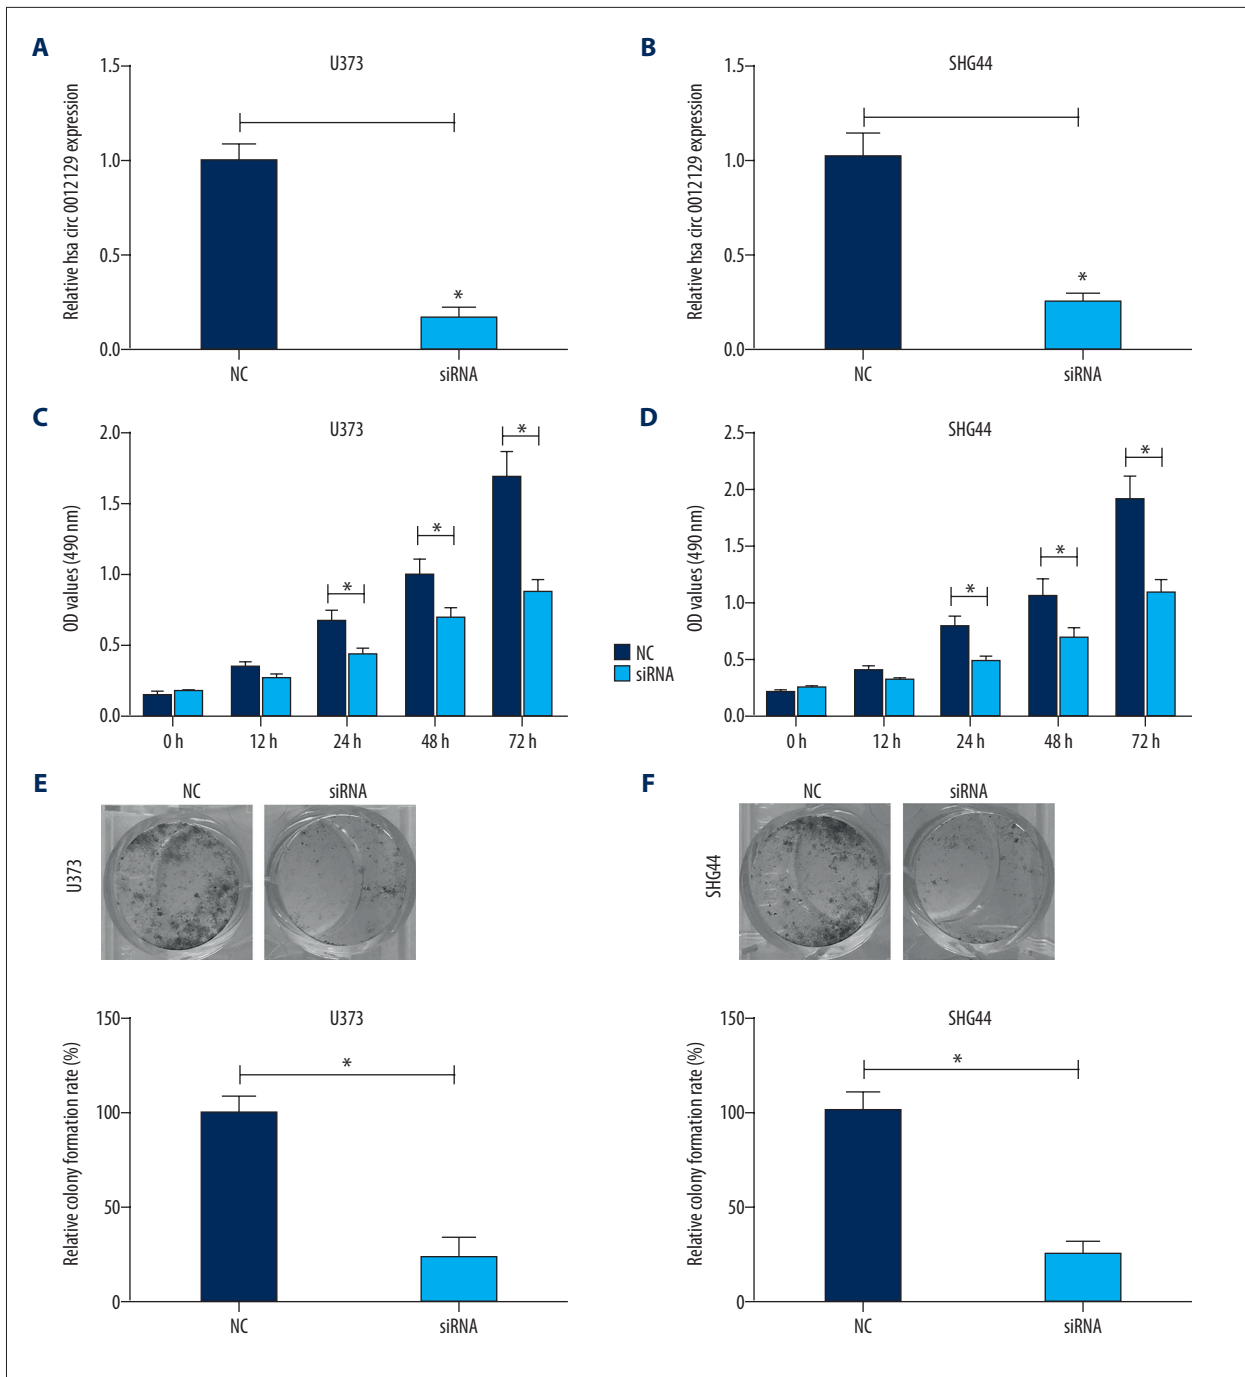 A
U373
Relative hsa circ 0012129 expression
1.5
1.0
0.5
0.0
*
NC
siRNA
B
SHG44
Relative hsa circ 0012129 expression
1.5
1.0
0.5
0.0
*
NC
siRNA
C
U373
OD values (490 nm)
2.0
1.5
1.0
0.5
0.0
*
*
*
0 h
12 h
24 h
48 h
72 h
NC
siRNA
D
SHG44
OD values (490 nm)
2.5
2.0
1.5
1.0
0.5
0.0
*
*
*
0 h
12 h
24 h
48 h
72 h
E
NC
siRNA
U373
U373
Relative colony formation rate (%)
150
100
50
0
*
NC
siRNA
F
NC
siRNA
SHG44
SHG44
Relative colony formation rate (%)
150
100
50
0
*
NC
siRNA